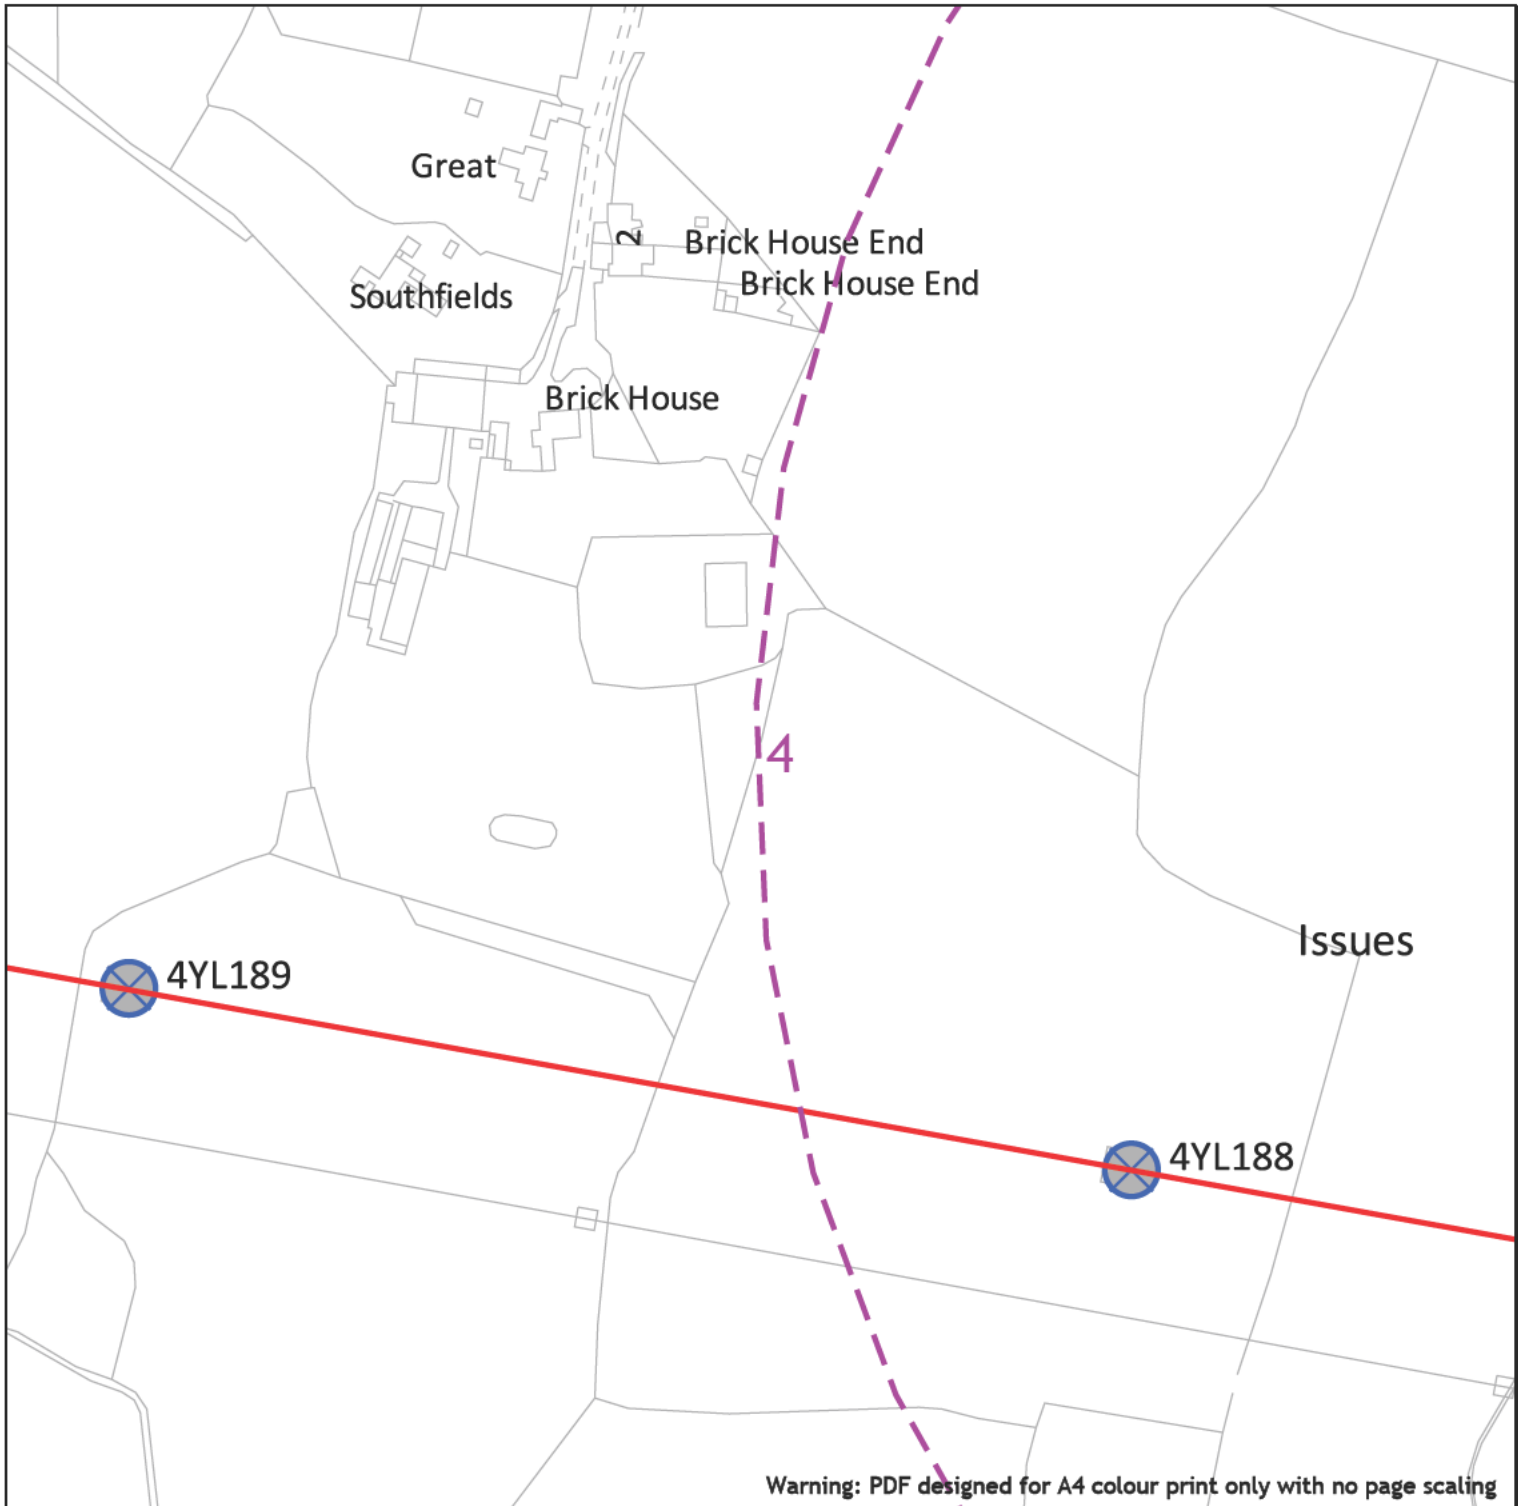 Great
2
Brick House End
Brick House End
Southfields
Brick House
4
Issues
4YL189
4YL188
Warning: PDF designed for A4 colour print only with no page scaling